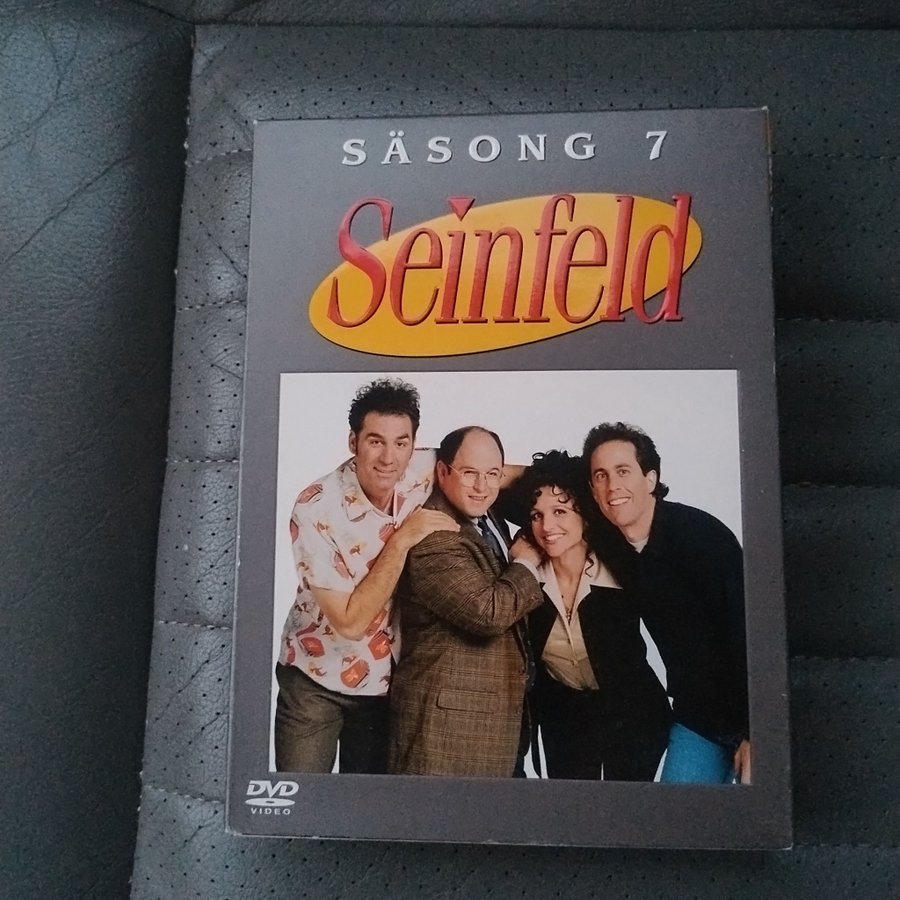 SÄSONG 7
Seinfeld
DVD
VIDEO